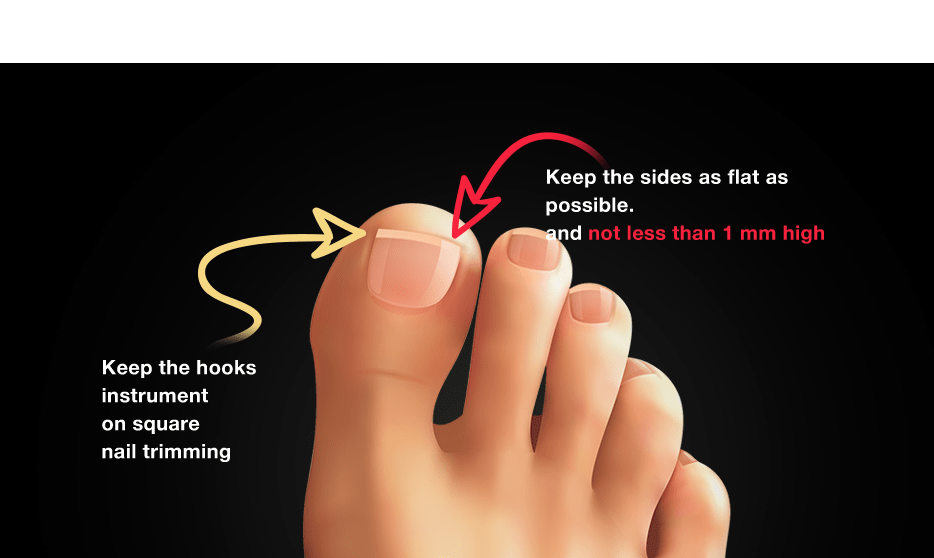 Keep the sides as flat as
possible.
and not less than 1 mm high
Keep the hooks
instrument
on square
nail trimming